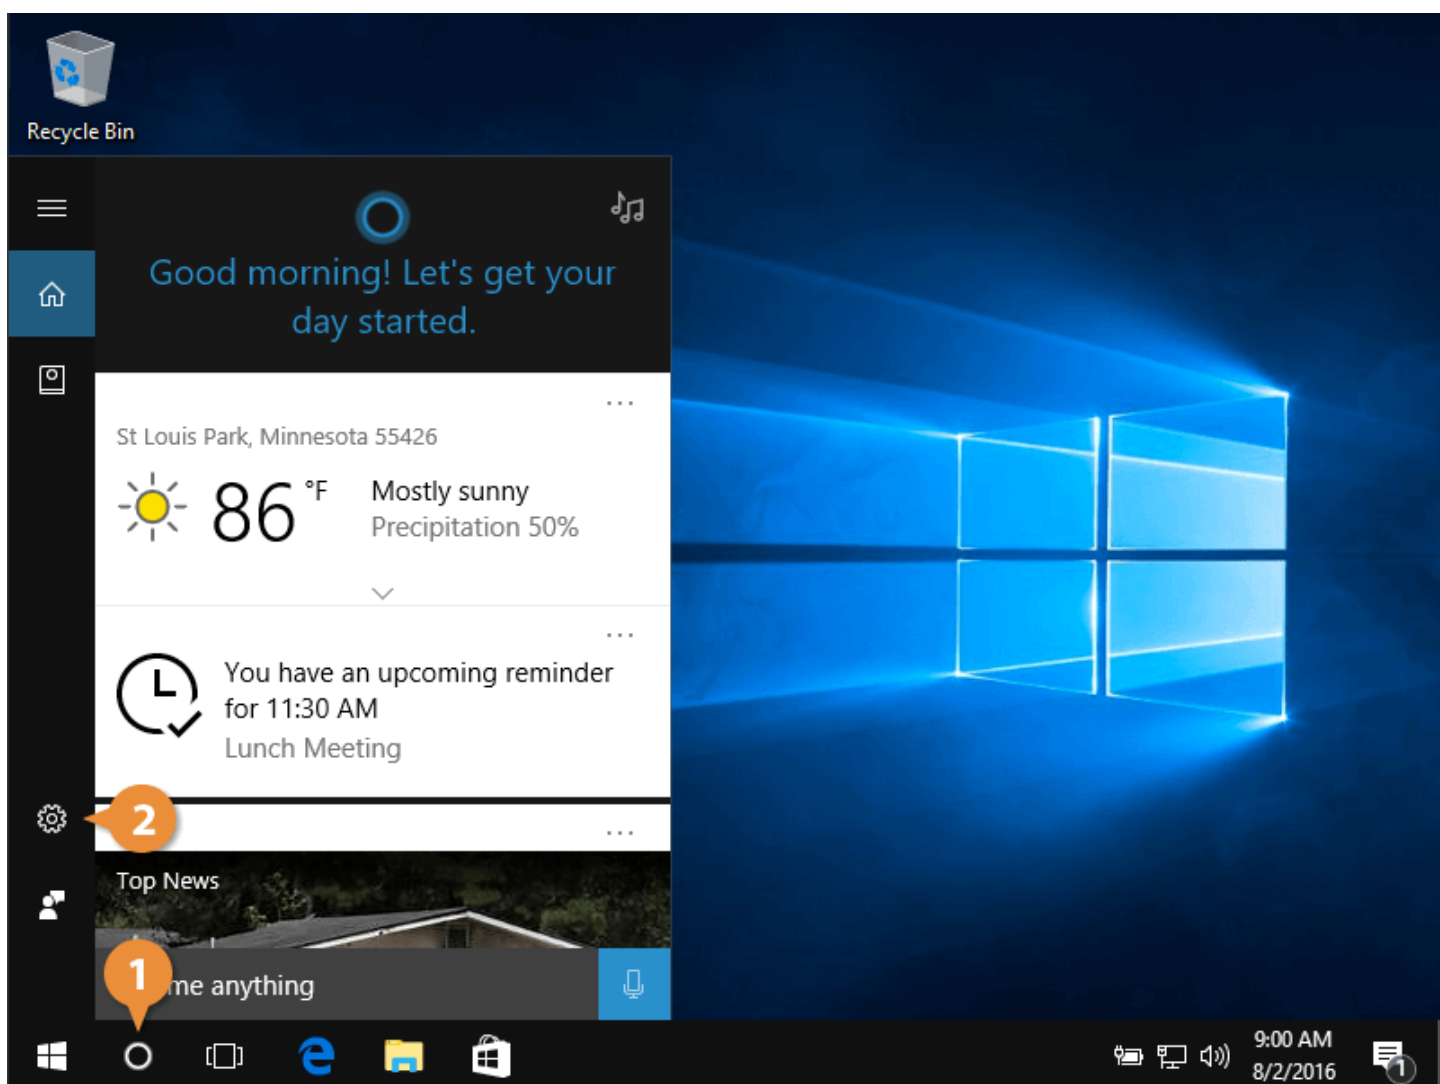 Recycle Bin
Good morning! Let's get your
day started.
...
St Louis Park, Minnesota 55426
86 °F
Mostly sunny
Precipitation 50%
...
You have an upcoming reminder
for 11:30 AM
Lunch Meeting
2
...
Top News
1
me anything
9:00 AM
8/2/2016
1